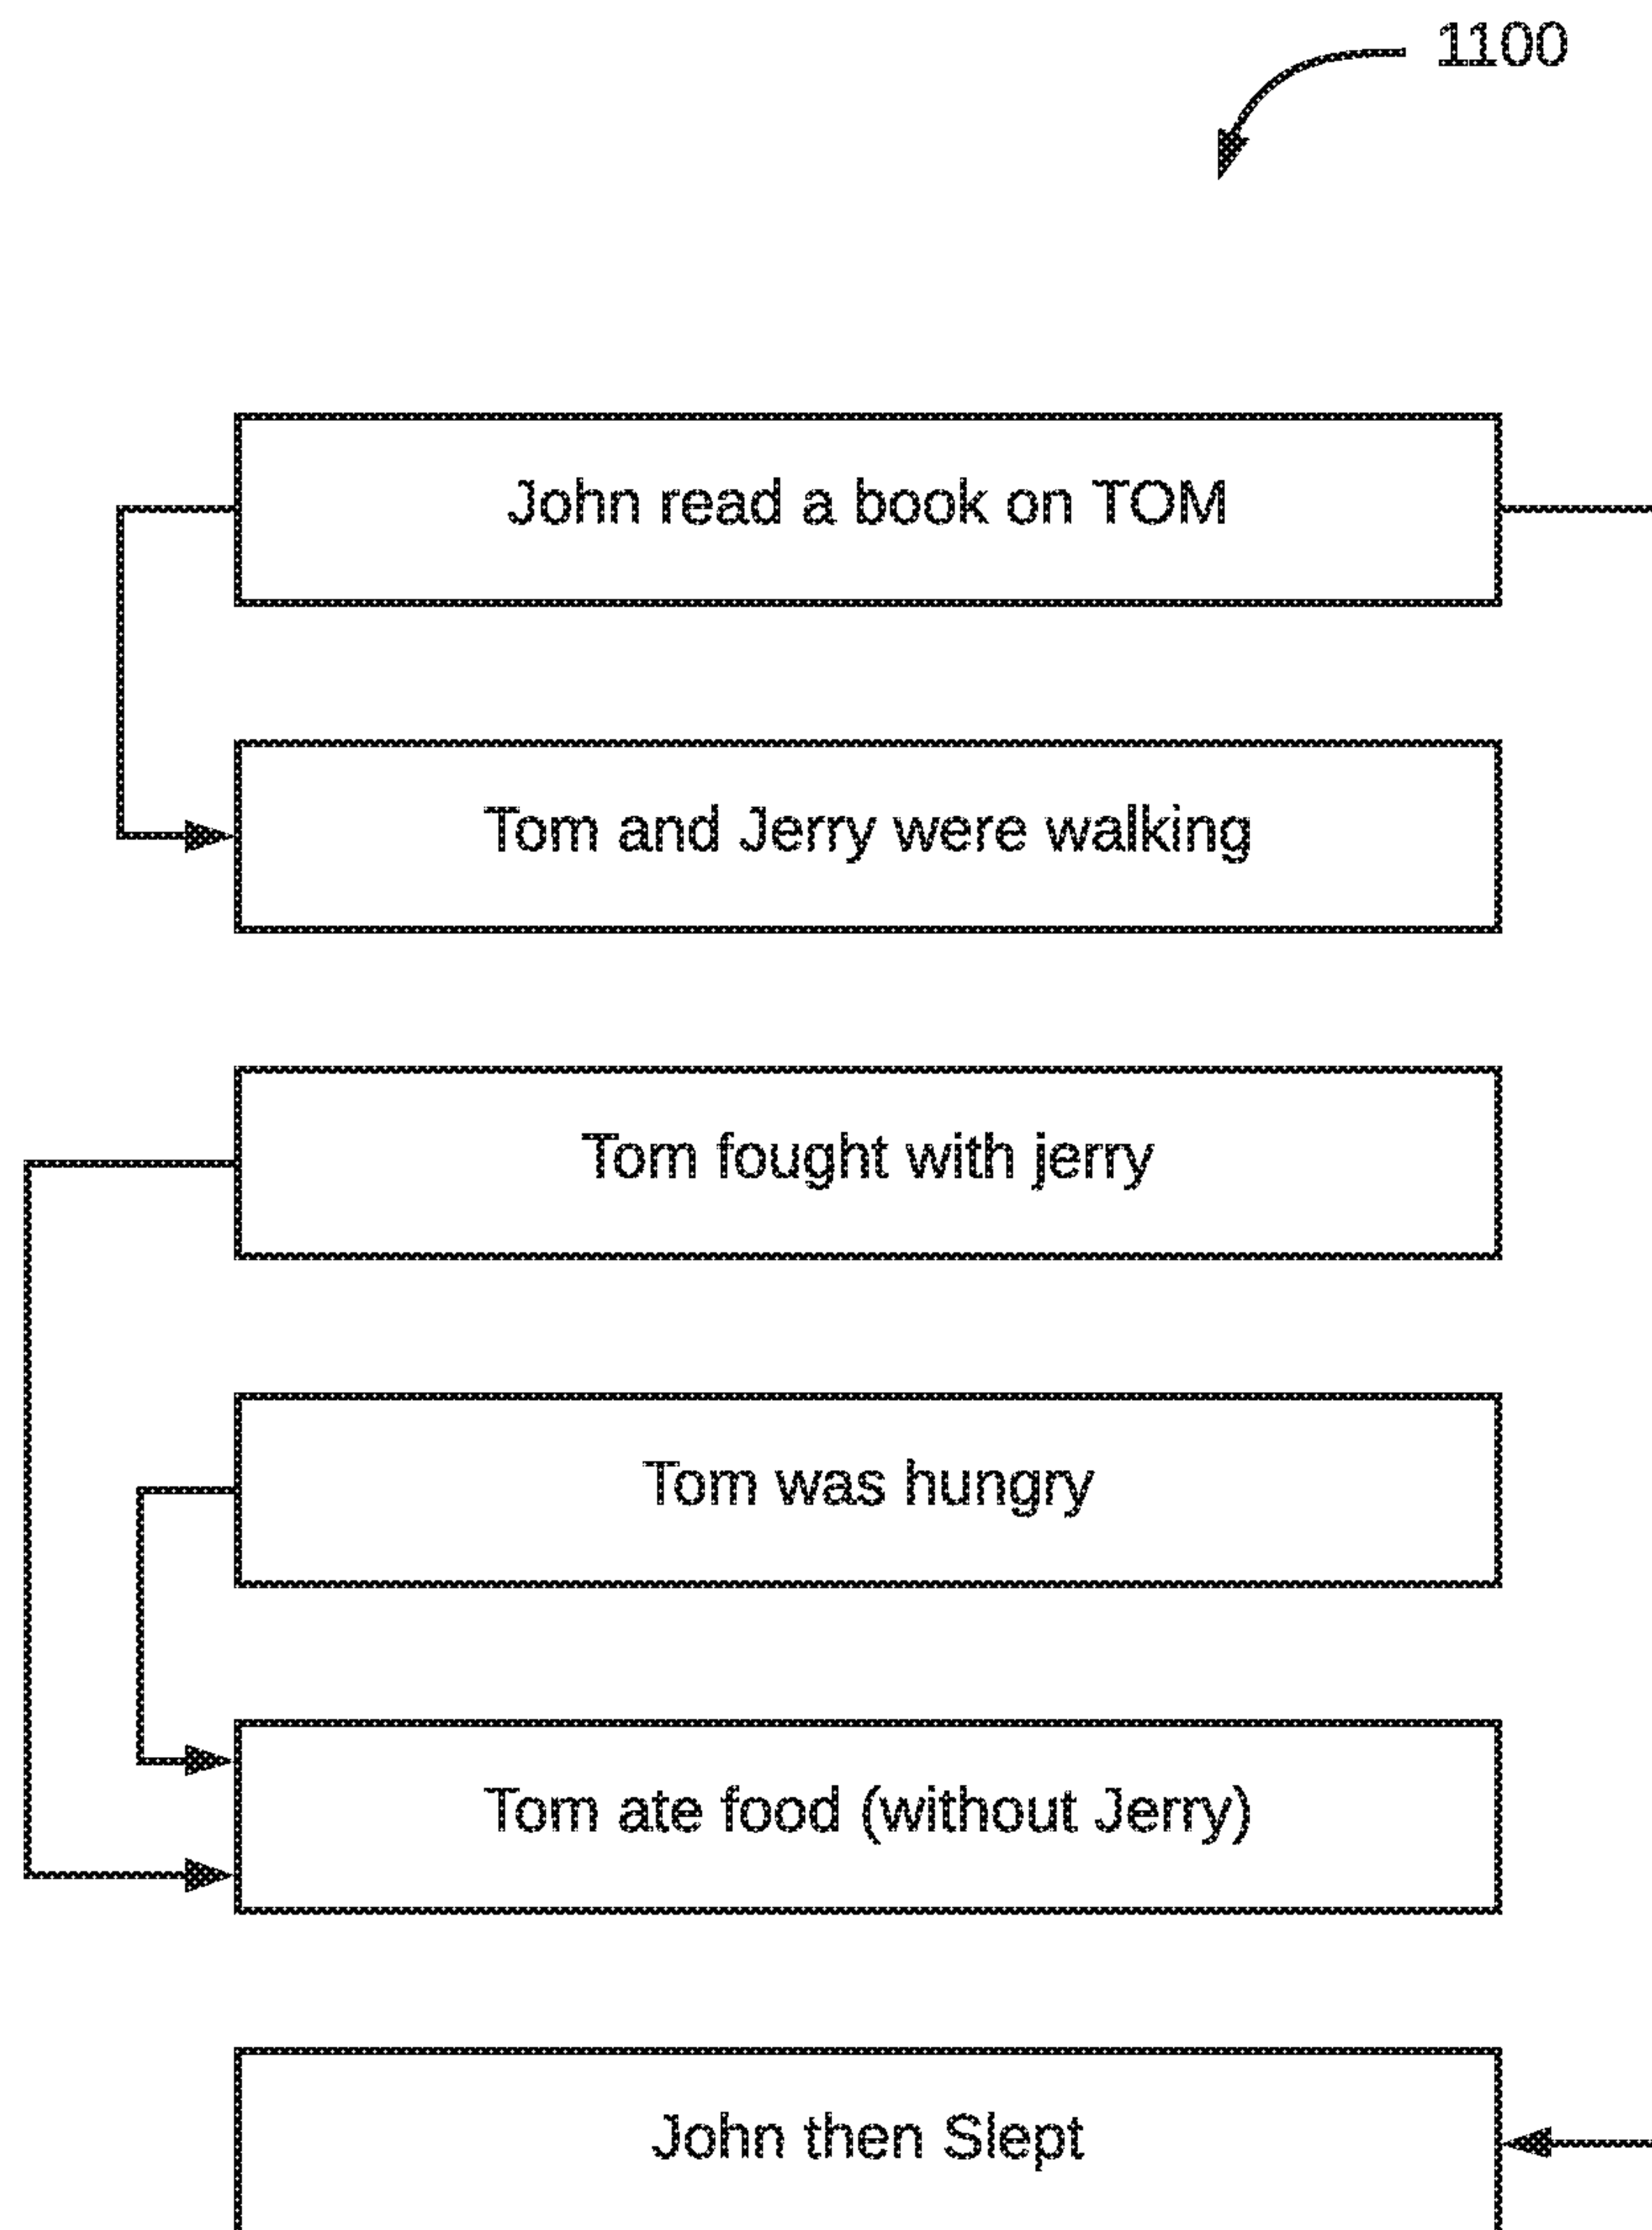 1100
John read a book on TOM
Tom and Jerry were walking
Tom fought with jerry
Tom was hungry
Tom ate food (without Jerry)
John then Slept